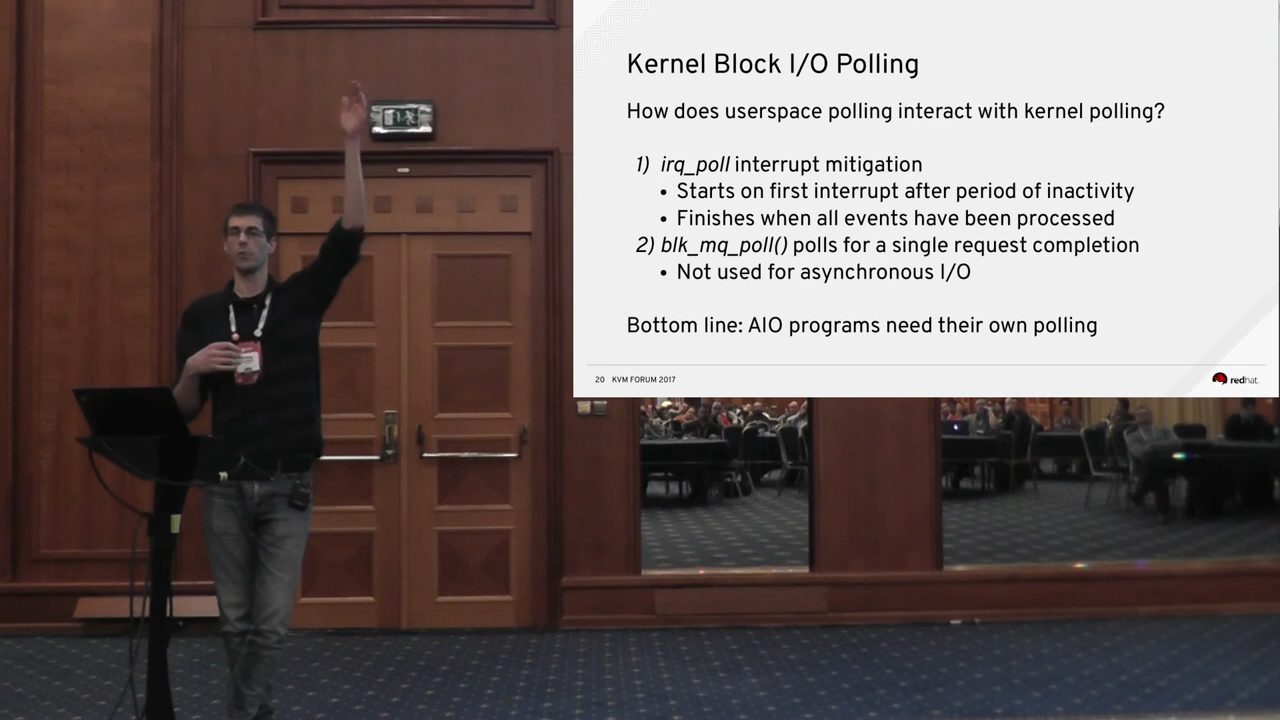 Kernel Block I/O Polling
How does userspace polling interact with kernel polling?
1) irq_poll interrupt mitigation
• Starts on first interrupt after period of inactivity
• Finishes when all events have been processed
2) blk_mq_poll() polls for a single request completion
• Not used for asynchronous I/O
Bottom line: AIO programs need their own polling
20 KVM FORUM 2017
redhat.